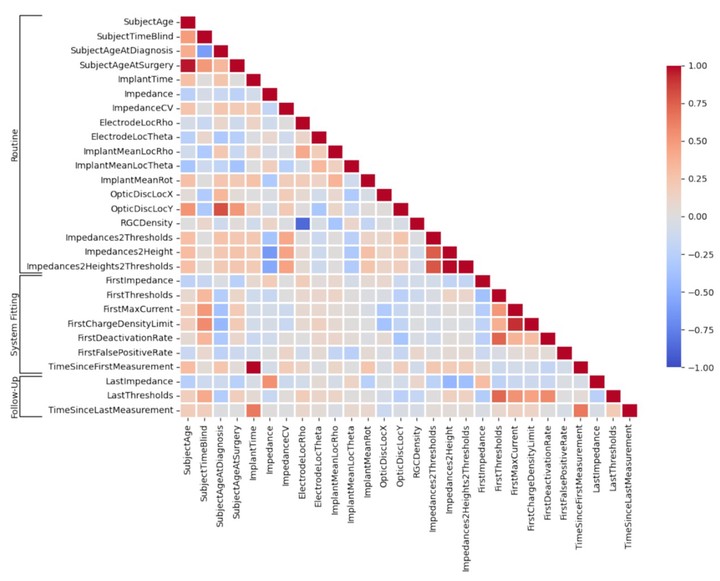 SubjectAge
SubjectTimeBlind
SubjectAgeAtDiagnosis
SubjectAgeAtSurgery
ImplantTime
Impedance
ImpedanceCV
ElectrodeLocRho
ElectrodeLocTheta
ImplantMeanLocRho
ImplantMeanLocTheta
ImplantMeanRot
OpticDiscLocX
OpticDiscLocY
RGCDensity
Impedances2Thresholds
Impedances2Height
Impedances2Heights2Thresholds
FirstImpedance
FirstThresholds
FirstMaxCurrent
FirstChargeDensityLimit
FirstDeactivationRate
FirstFalsePositiveRate
TimeSinceFirstMeasurement
LastImpedance
LastThresholds
TimeSinceLastMeasurement
Routine
System Fitting
Follow-Up
SubjectAge
SubjectTimeBlind
SubjectAgeAtDiagnosis
SubjectAgeAtSurgery
ImplantTime
Impedance
ImpedanceCV
ElectrodeLocRho
ElectrodeLocTheta
ImplantMeanLocRho
ImplantMeanLocTheta
ImplantMeanRot
OpticDiscLocX
OpticDiscLocY
RGCDensity
Impedances2Thresholds
Impedances2Height
Impedances2Heights2Thresholds
FirstImpedance
FirstThresholds
FirstMaxCurrent
FirstChargeDensityLimit
FirstDeactivationRate
FirstFalsePositiveRate
TimeSinceFirstMeasurement
LastImpedance
LastThresholds
TimeSinceLastMeasurement
1.00
0.75
0.50
0.25
0.00
−0.25
−0.50
−0.75
−1.00